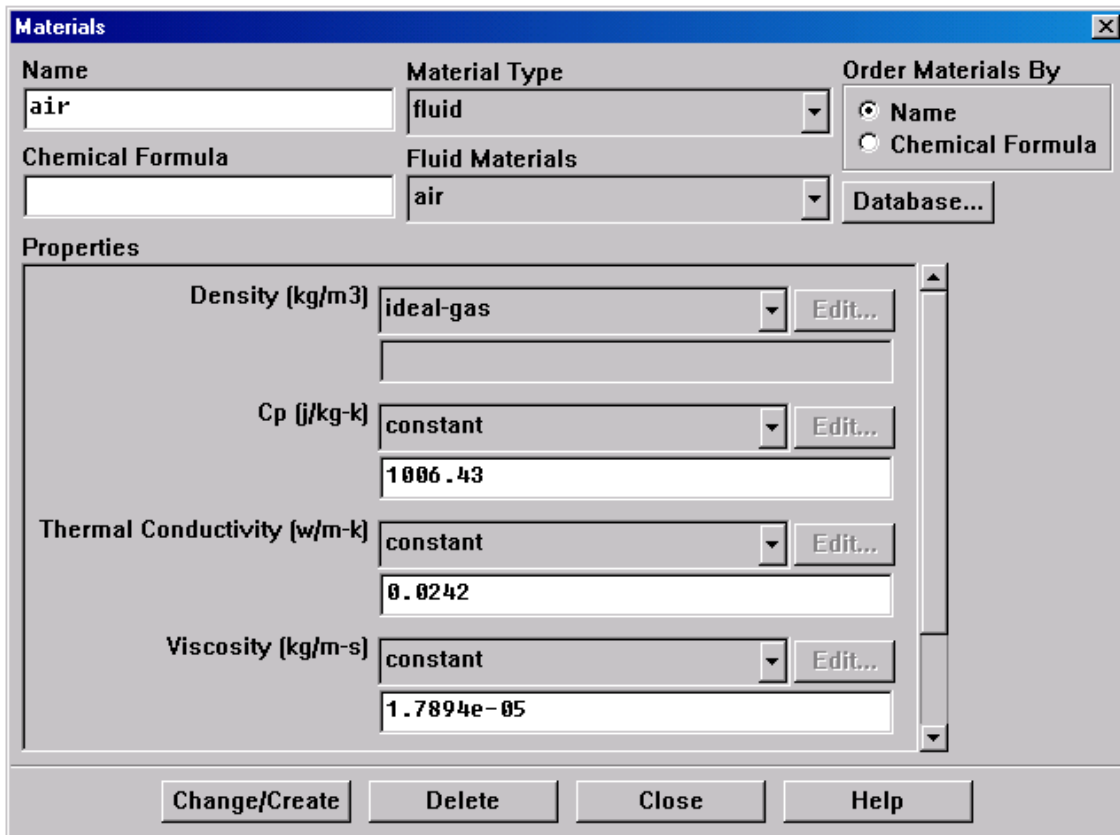 Materials
Name
air
Material Type
fluid
Order Materials By
Name
Chemical Formula
Chemical Formula
Fluid Materials
air
Database...
Properties
Density (kg/m3)
ideal-gas
Edit...
Cp (j/kg-k)
constant
Edit...
1006.43
Thermal Conductivity (w/m-k)
constant
Edit...
0.0242
Viscosity (kg/m-s)
constant
Edit...
1.7894e-05
Change/Create
Delete
Close
Help